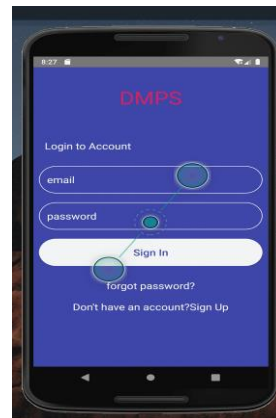 8:27
DMPS
Login to Account
email
password
Sign In
forgot password?
Don't have an account?Sign Up